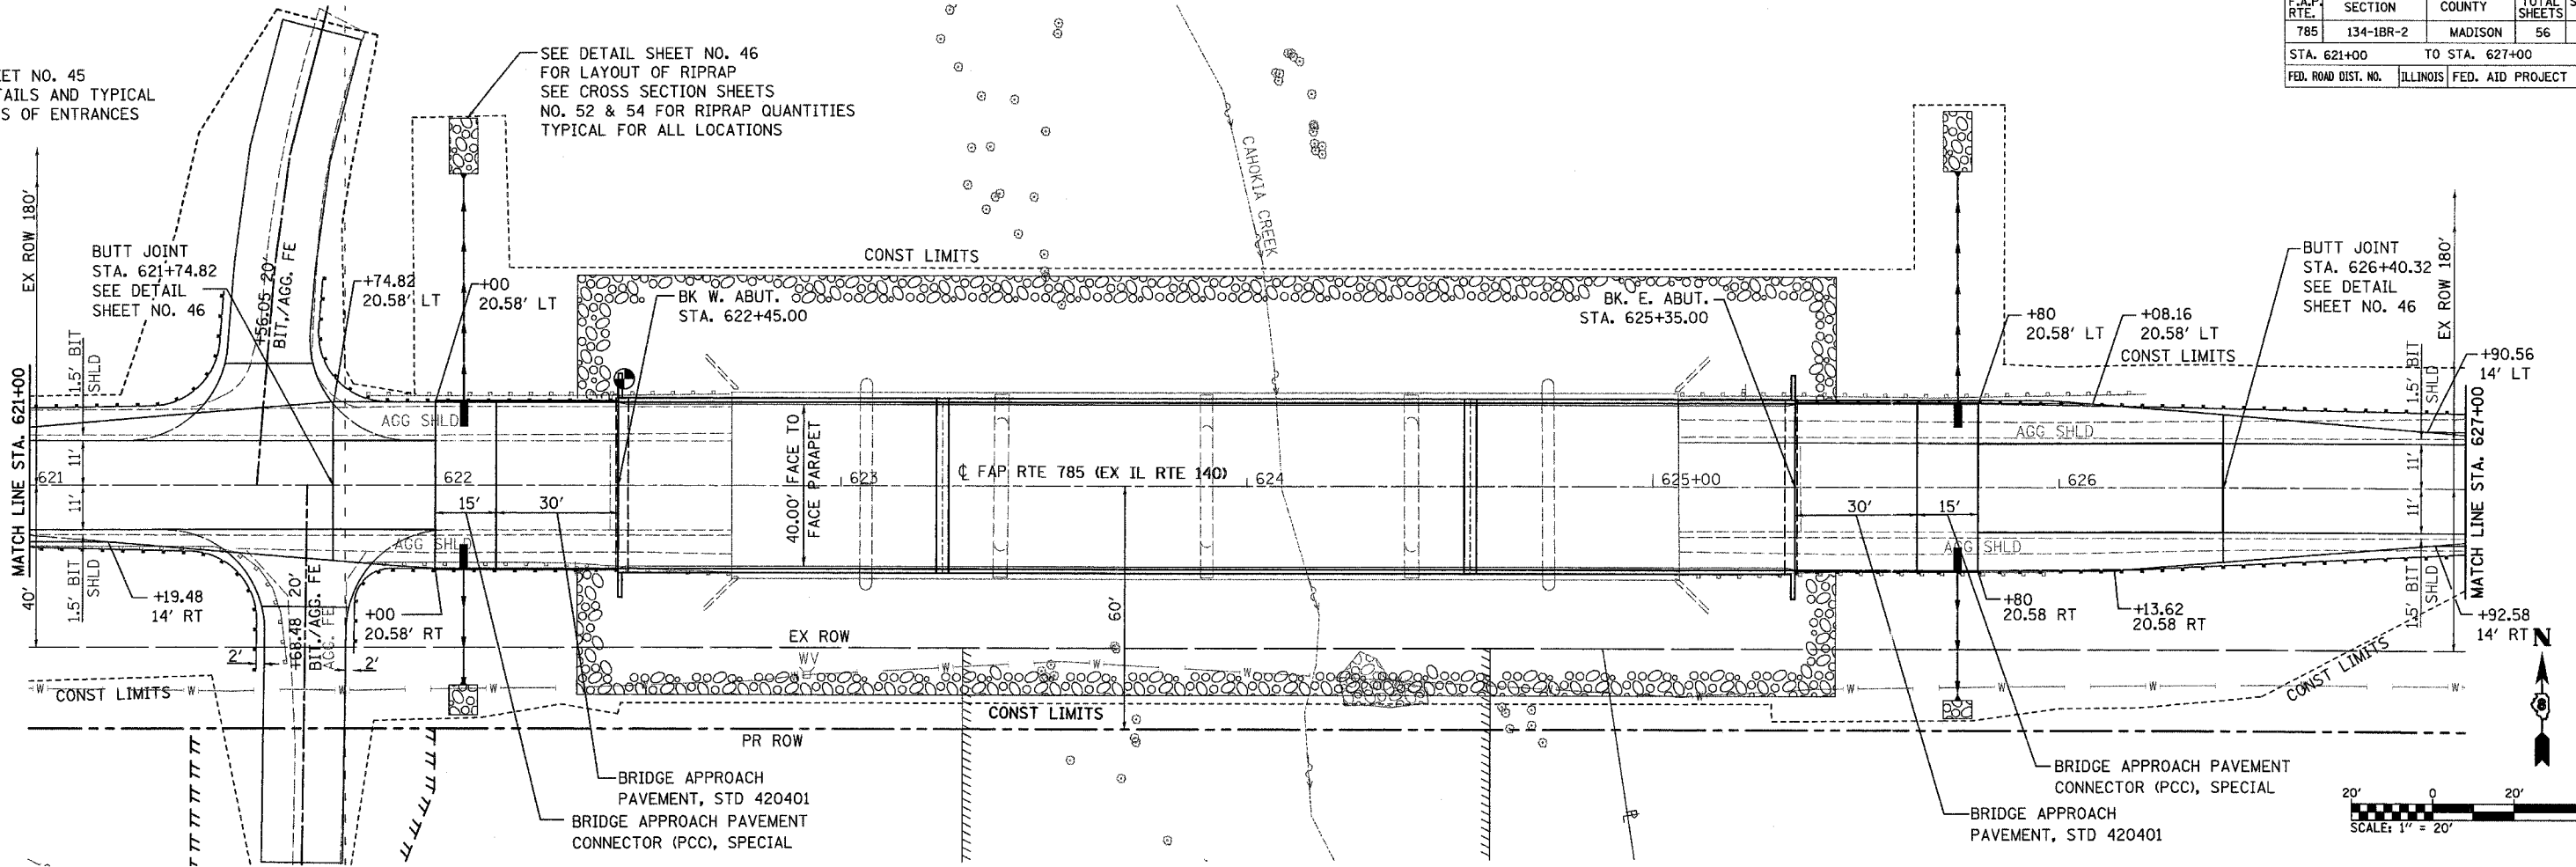 F.A.P.
RTE.
SECTION
COUNTY
TOTAL
SHEETS
785
134-1BR-2
MADISON
56
STA. 621+00
TO STA. 627+00
FED. ROAD DIST. NO.
ILLINOIS
FED. AID PROJECT
NO. 45
AND TYPICAL
OF ENTRANCES
SEE DETAIL SHEET NO. 46
FOR LAYOUT OF RIPRAP
SEE CROSS SECTION SHEETS
NO. 52 & 54 FOR RIPRAP QUANTITIES
TYPICAL FOR ALL LOCATIONS
CAHOKIA CREEK
EX ROW 180'
BUTT JOINT
STA. 621+74.82
SEE DETAIL
SHEET NO. 46
+56.05 20'
BIT./AGG. FE
+74.82
20.58' LT
+00
20.58' LT
CONST LIMITS
BK W. ABUT.
STA. 622+45.00
BK. E. ABUT.
STA. 625+35.00
+80
20.58' LT
+08.16
20.58' LT
CONST LIMITS
BUTT JOINT
STA. 626+40.32
SEE DETAIL
SHEET NO. 46
EX ROW 180'
+90.56
14' LT
MATCH LINE STA. 621+00
1.5' BIT
SHLD
AGG SHLD
AGG SHLD
1.5' BIT
SHLD
MATCH LINE STA. 627+00
621
11'
11'
622
15'
30'
40.00' FACE TO
FACE PARAPET
623
℄ FAP RTE 785 (EX IL RTE 140)
624
625+00
30'
15'
626
11'
11'
AGG SHLD
AGG SHLD
40'
1.5' BIT
SHLD
+19.48
14' RT
+68.48 20'
BIT./AGG. FE
AGG. FE
2'
2'
+00
20.58' RT
60'
+80
20.58 RT
+13.62
20.58 RT
1.5' BIT
SHLD
+92.58
14' RT
N
EX ROW
WV
W
W
W
W
W
W
W
W
W
W
W
W
W
CONST LIMITS
CONST LIMITS
CONST LIMITS
PR ROW
BRIDGE APPROACH
PAVEMENT, STD 420401
BRIDGE APPROACH PAVEMENT
CONNECTOR (PCC), SPECIAL
BRIDGE APPROACH PAVEMENT
CONNECTOR (PCC), SPECIAL
BRIDGE APPROACH
PAVEMENT, STD 420401
20'
0
20'
SCALE: 1" = 20'